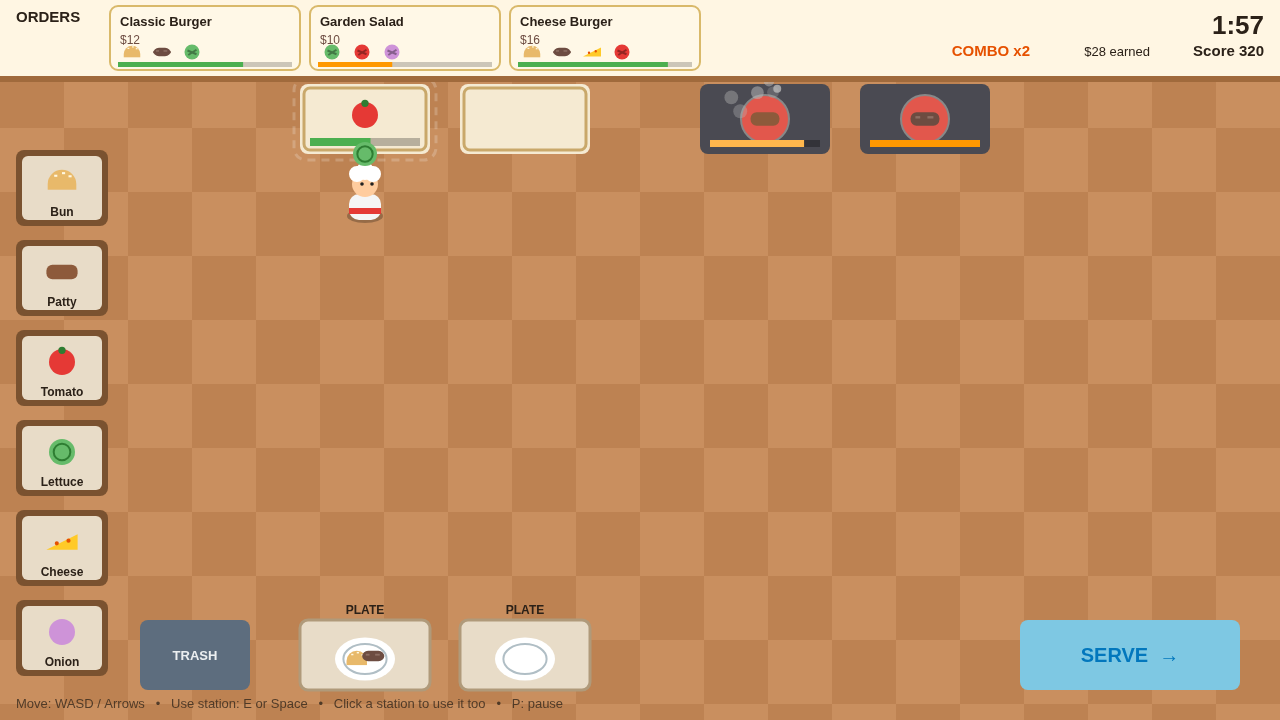 ORDERS
Classic Burger
$12
Garden Salad
$10
Cheese Burger
$16
COMBO x2
$28 earned
1:57
Score 320
Bun
Patty
Tomato
Lettuce
Cheese
Onion
TRASH
PLATE
PLATE
SERVE →
Move: WASD / Arrows • Use station: E or Space • Click a station to use it too • P: pause